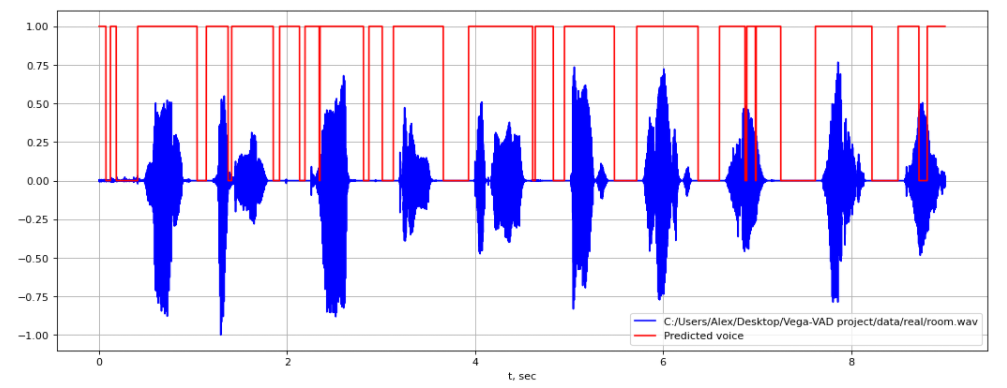 1.00
0.75
0.50
0.25
0.00
−0.25
−0.50
−0.75
−1.00
C:/Users/Alex/Desktop/Vega-VAD project/data/real/room.wav
Predicted voice
0 2 4 6 8
t, sec